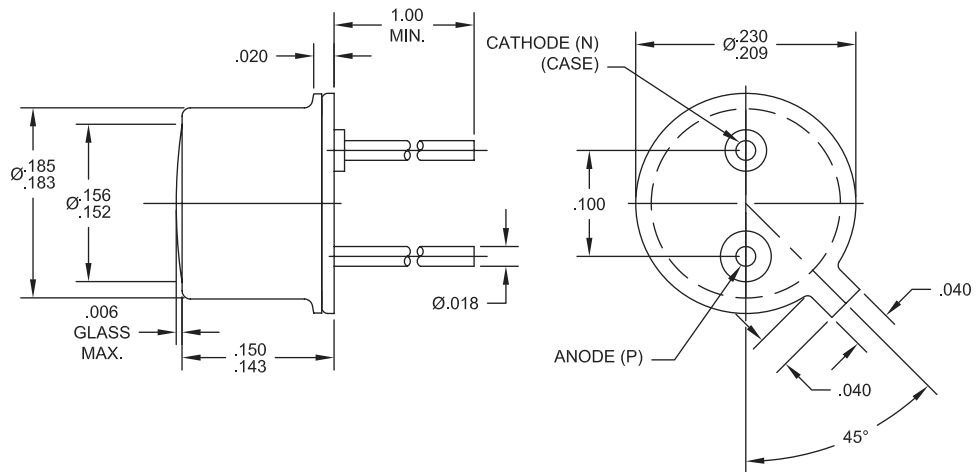 1.00
MIN.
.020
CATHODE (N)
(CASE)
Ø.230
.209
Ø.185
.183
Ø.156
.152
.100
Ø.018
.006
GLASS
MAX.
.150
.143
ANODE (P)
.040
.040
45°